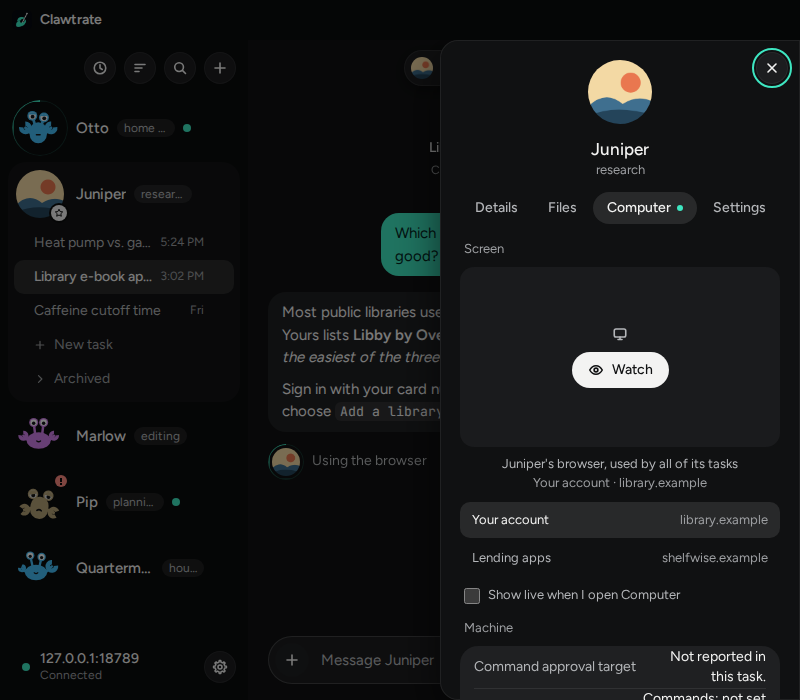 Clawtrate
Otto home ...
Juniper resear...
Heat pump vs. ga... 5:24 PM
Library e-book ap... 3:02 PM
Caffeine cutoff time Fri
New task
Archived
Marlow editing
Pip planni...
Quarterm... hou...
127.0.0.1:18789
Connected
Li
C
Which
good?
Most public libraries use
Yours lists Libby by Ove
the easiest of the three
Sign in with your card n
choose Add a library
Using the browser
Message Juniper
Juniper
research
Details Files Computer Settings
Screen
Watch
Juniper's browser, used by all of its tasks
Your account · library.example
Your account library.example
Lending apps shelfwise.example
Show live when I open Computer
Machine
Command approval target Not reported in
this task.
Commands: not set